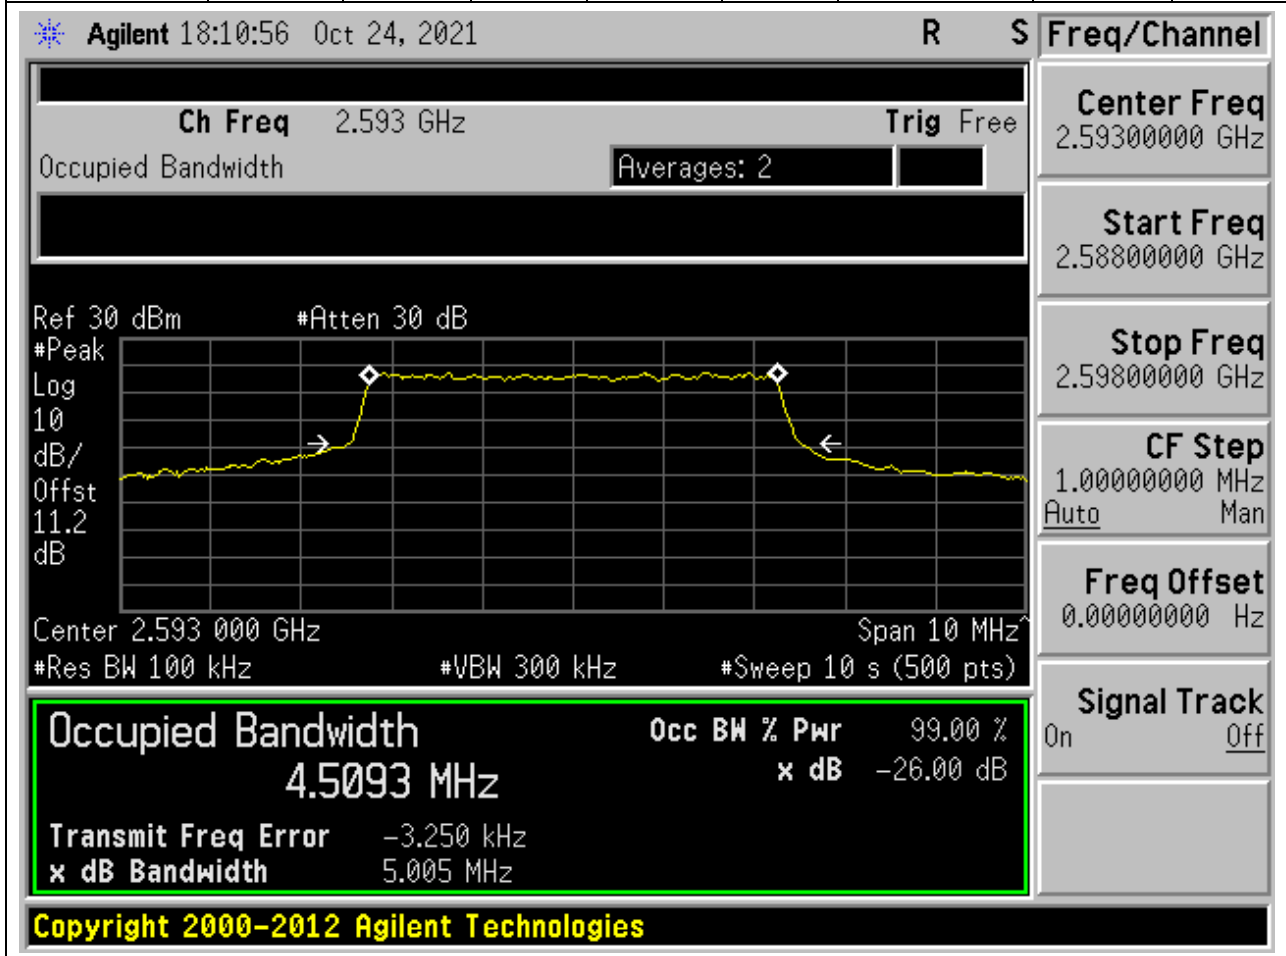 Agilent 18:10:56 Oct 24, 2021 R S Freq/Channel
Ch Freq 2.593 GHz Trig Free
Occupied Bandwidth Averages: 2
Center Freq
2.59300000 GHz
Start Freq
2.58800000 GHz
Stop Freq
2.59800000 GHz
CF Step
1.00000000 MHz
Auto Man
Freq Offset
0.00000000 Hz
Signal Track
On Off
Ref 30 dBm #Atten 30 dB
#Peak
Log
10
dB/
Offst
11.2
dB
Center 2.593 000 GHz Span 10 MHz^
#Res BW 100 kHz #VBW 300 kHz #Sweep 10 s (500 pts)
Occupied Bandwidth Occ BW % Pwr 99.00 %
4.5093 MHz x dB -26.00 dB
Transmit Freq Error -3.250 kHz
x dB Bandwidth 5.005 MHz
Copyright 2000-2012 Agilent Technologies